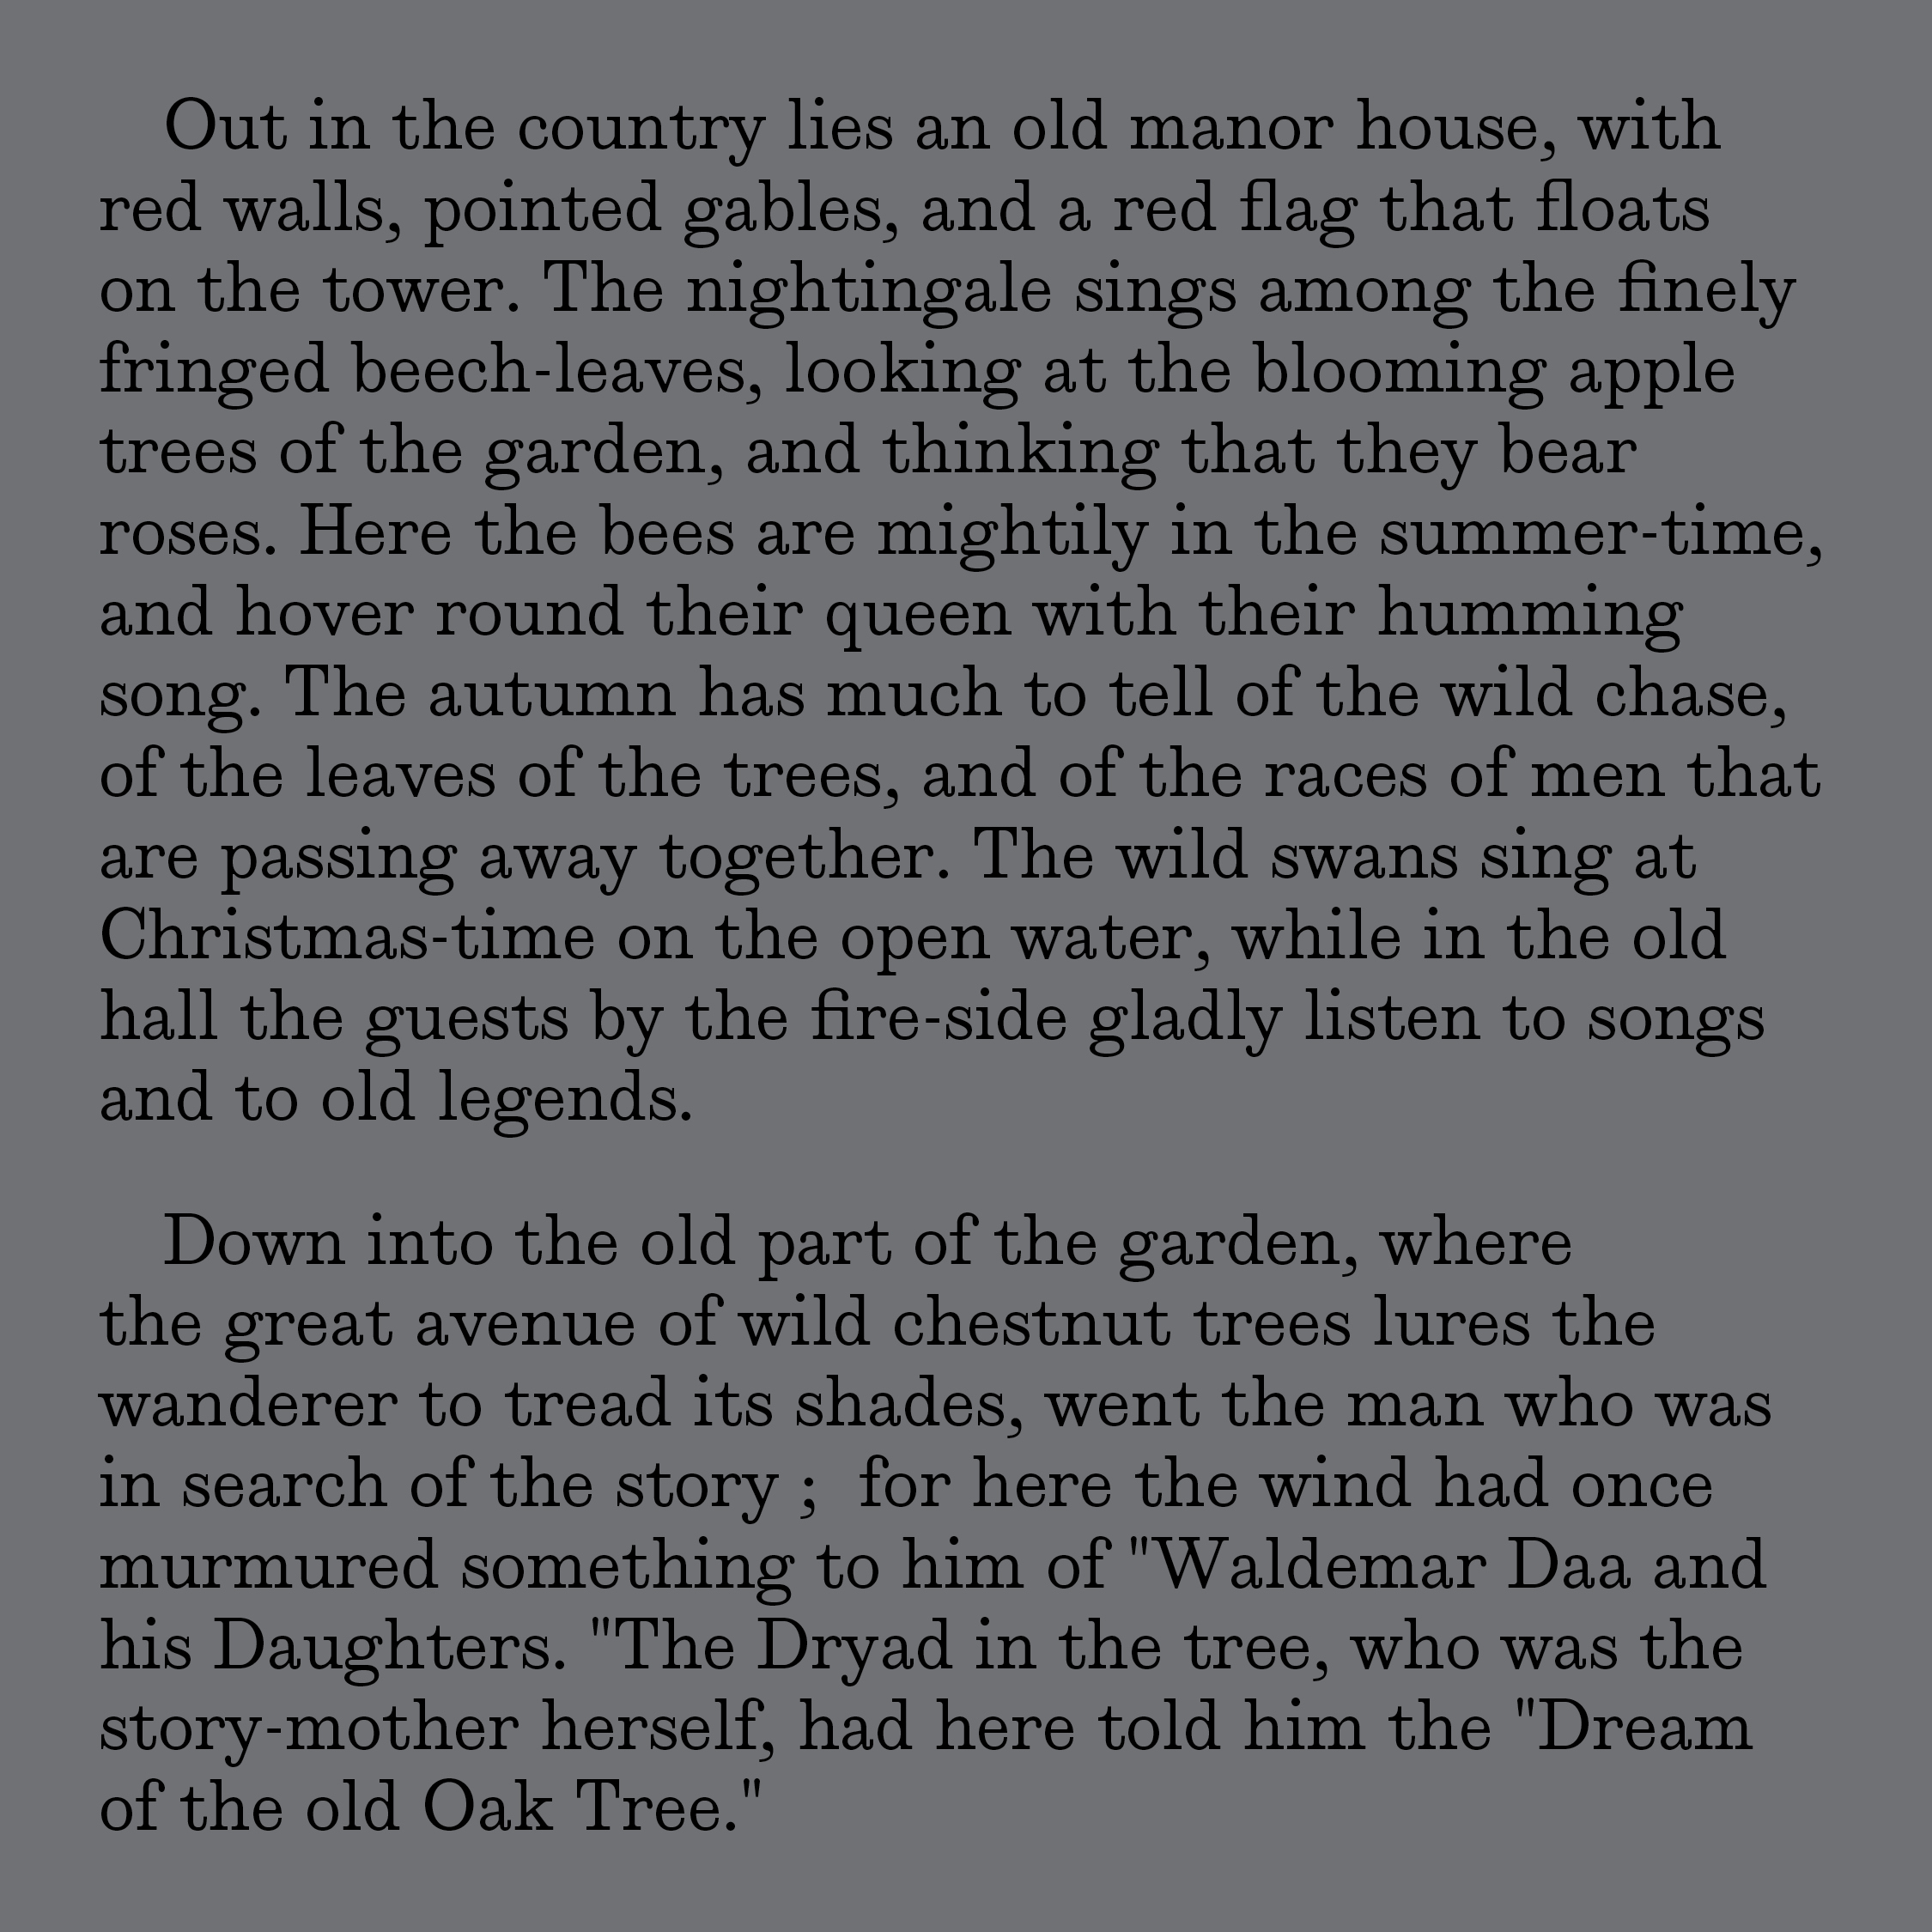 Out in the country lies an old manor house, with
red walls, pointed gables, and a red flag that floats
on the tower. The nightingale sings among the finely
fringed beech-leaves, looking at the blooming apple
trees of the garden, and thinking that they bear
roses. Here the bees are mightily in the summer-time,
and hover round their queen with their humming
song. The autumn has much to tell of the wild chase,
of the leaves of the trees, and of the races of men that
are passing away together. The wild swans sing at
Christmas-time on the open water, while in the old
hall the guests by the fire-side gladly listen to songs
and to old legends.

Down into the old part of the garden, where
the great avenue of wild chestnut trees lures the
wanderer to tread its shades, went the man who was
in search of the story ;  for here the wind had once
murmured something to him of "Waldemar Daa and
his Daughters. "The Dryad in the tree, who was the
story-mother herself, had here told him the "Dream
of the old Oak Tree."